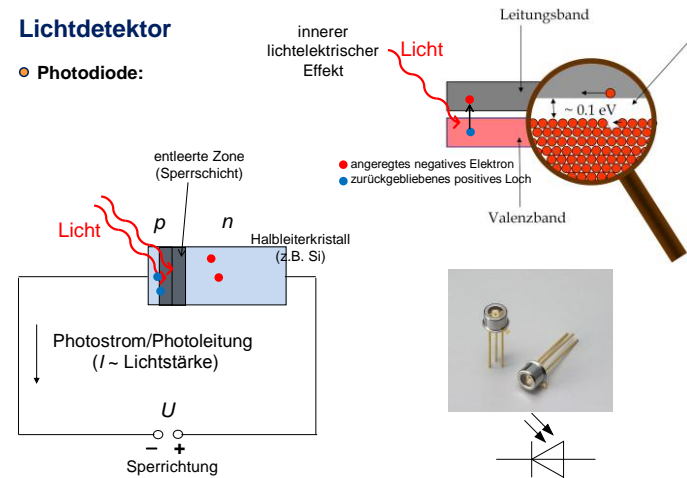 Lichtdetektor
Photodiode:
innerer
lichtelektrischer
Effekt
Licht
Leitungsband
~ 0.1 eV
angeregtes negatives Elektron
zurückgebliebenes positives Loch
Valenzband
entleerte Zone
(Sperrschicht)
p
n
Licht
Halbleiterkristall
(z.B. Si)
Photostrom/Photoleitung
(I ~ Lichtstärke)
U
– +
Sperrichtung